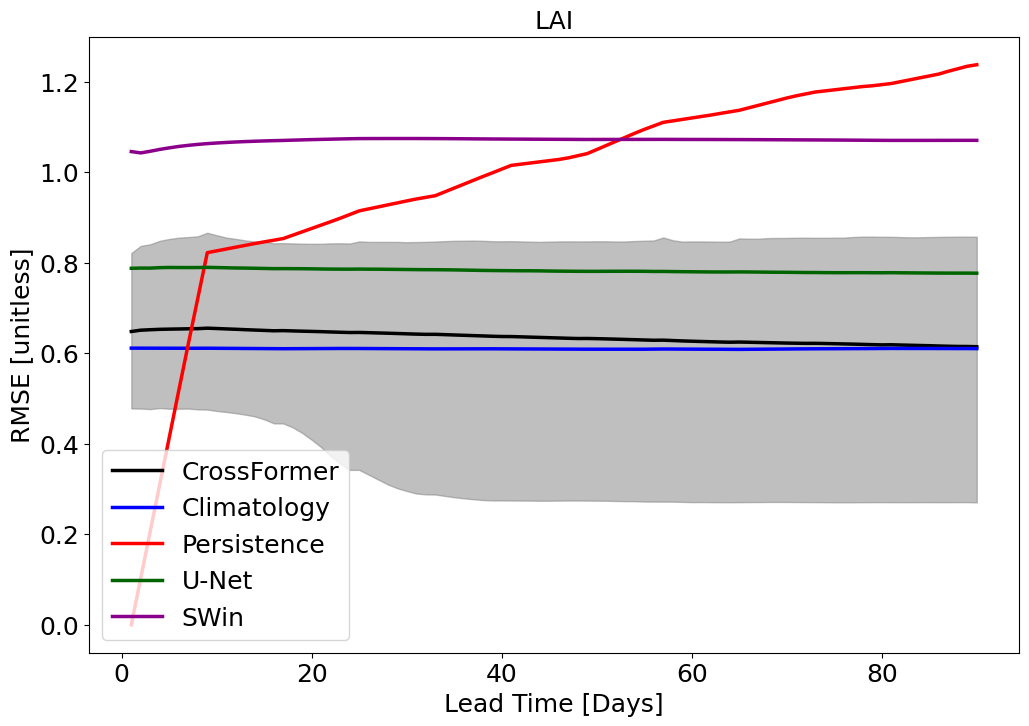 LAI
RMSE [unitless]
1.2
1.0
0.8
0.6
0.4
0.2
0.0
CrossFormer
Climatology
Persistence
U-Net
SWin
0 20 40 60 80
Lead Time [Days]